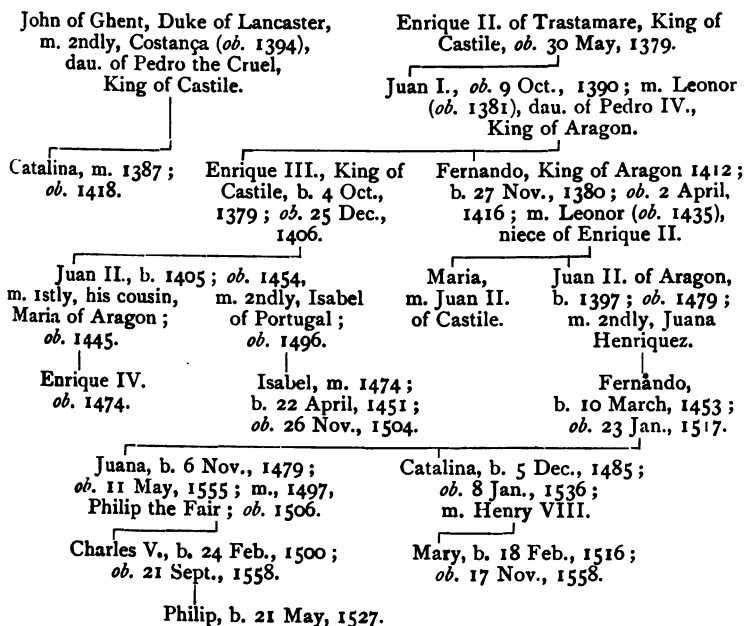 John of Ghent, Duke of Lancaster,
m. 2ndly, Costança (ob. 1394),
dau. of Pedro the Cruel,
King of Castile.
Enrique II. of Trastamare, King of
Castile, ob. 30 May, 1379.
Juan I., ob. 9 Oct., 1390; m. Leonor
(ob. 1381), dau. of Pedro IV.,
King of Aragon.
Catalina, m. 1387;
ob. 1418.
Enrique III., King of
Castile, b. 4 Oct.,
1379; ob. 25 Dec.,
1406.
Fernando, King of Aragon 1412;
b. 27 Nov., 1380; ob. 2 April,
1416; m. Leonor (ob. 1435),
niece of Enrique II.
Juan II., b. 1405; ob. 1454,
m. 1stly, his cousin,
Maria of Aragon;
ob. 1445.
m. 2ndly, Isabel
of Portugal;
ob. 1496.
Maria,
m. Juan II.
of Castile.
Juan II. of Aragon,
b. 1397; ob. 1479;
m. 2ndly, Juana
Henriquez.
Enrique IV.
ob. 1474.
Isabel, m. 1474;
b. 22 April, 1451;
ob. 26 Nov., 1504.
Fernando,
b. 10 March, 1453;
ob. 23 Jan., 1517.
Juana, b. 6 Nov., 1479;
ob. 11 May, 1555; m., 1497,
Philip the Fair; ob. 1506.
Catalina, b. 5 Dec., 1485;
ob. 8 Jan., 1536;
m. Henry VIII.
Charles V., b. 24 Feb., 1500;
ob. 21 Sept., 1558.
Mary, b. 18 Feb., 1516;
ob. 17 Nov., 1558.
Philip, b. 21 May, 1527.